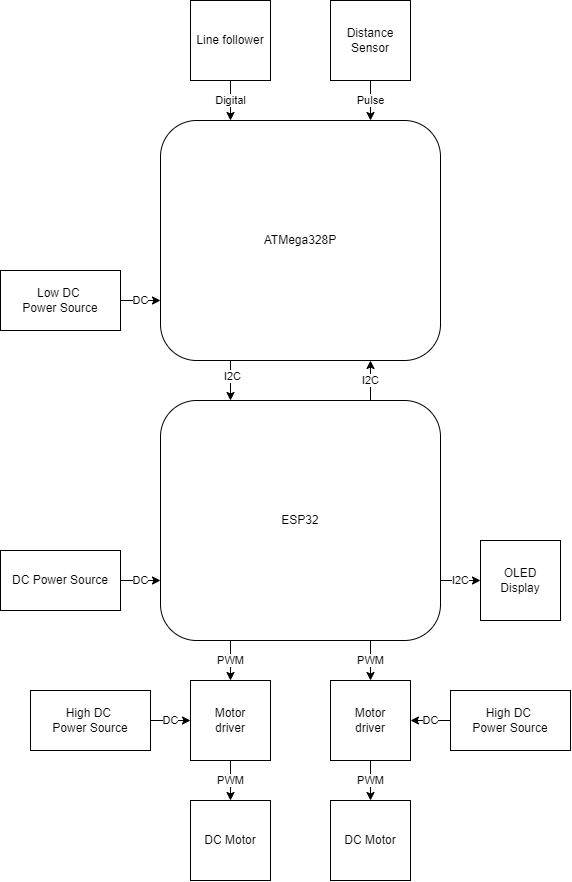 Line follower
Distance
Sensor
Digital
Pulse
ATMega328P
Low DC
Power Source
DC
I2C
I2C
ESP32
DC Power Source
DC
I2C
OLED
Display
PWM
PWM
High DC
Power Source
DC
Motor
driver
Motor
driver
DC
High DC
Power Source
PWM
PWM
DC Motor
DC Motor